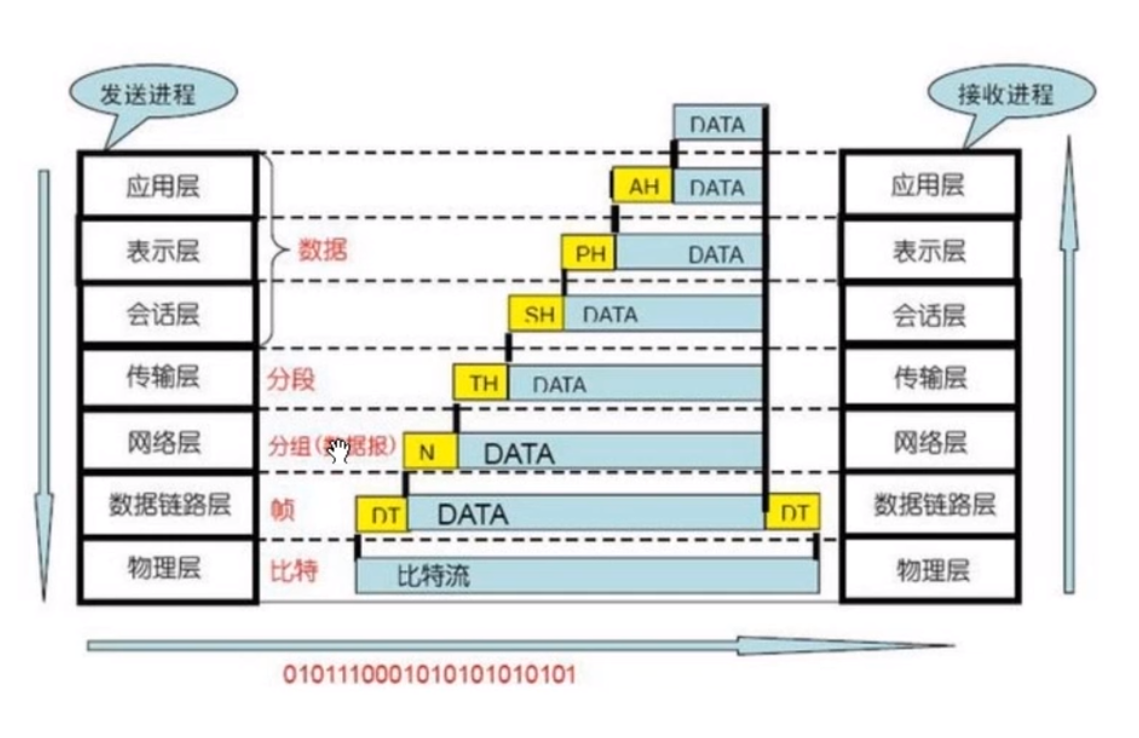 发送进程
接收进程
DATA
应用层
AH
DATA
应用层
表示层
数据
PH
DATA
表示层
会话层
SH
DATA
会话层
传输层
分段
TH
DATA
传输层
网络层
分组(数据报)
N
DATA
网络层
数据链路层
帧
DT
DATA
DT
数据链路层
物理层
比特
比特流
物理层
0101110001010101010101